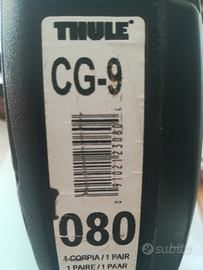 THULE
CG-9
080
1 COPPIA / 1 PAIR
1 PAIRE / 1 PAAR
subito